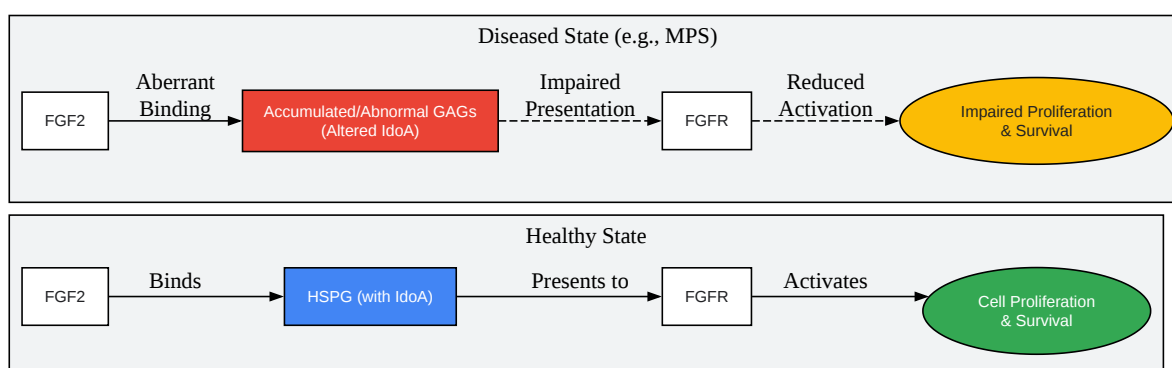 Diseased State (e.g., MPS)
Aberrant
Binding
Impaired
Presentation
Reduced
Activation
FGF2
Accumulated/Abnormal GAGs
(Altered IdoA)
FGFR
Impaired Proliferation
& Survival
Healthy State
Binds
Presents to
Activates
FGF2
HSPG (with IdoA)
FGFR
Cell Proliferation
& Survival